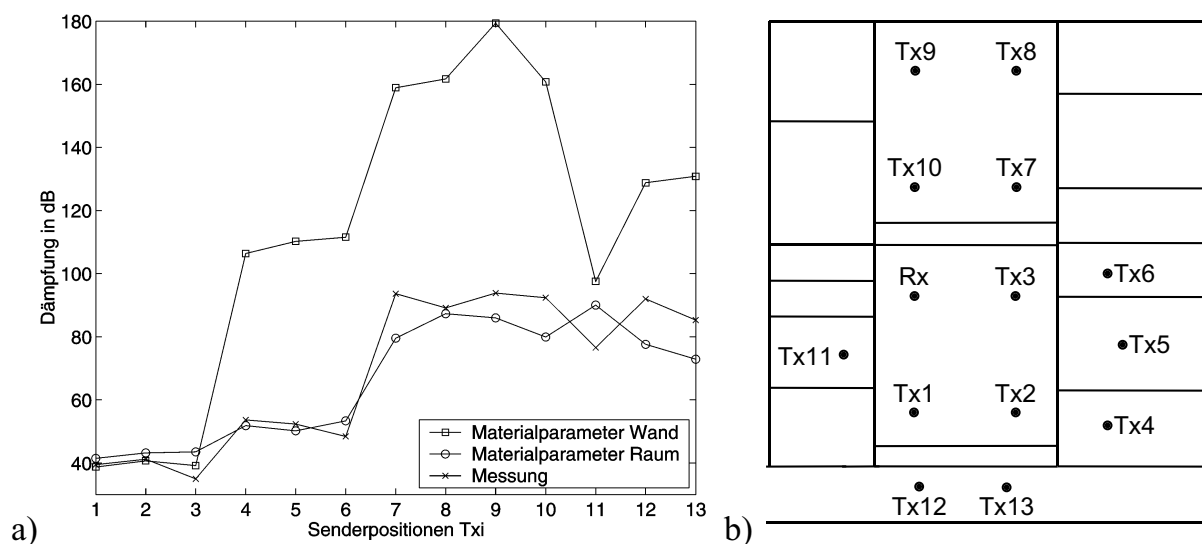 180
160
140
120
100
80
60
40
Dämpfung in dB
Materialparameter Wand
Materialparameter Raum
Messung
1 2 3 4 5 6 7 8 9 10 11 12 13
Senderpositionen Txi
a)
Tx9 Tx8
Tx10 Tx7
Rx Tx3 Tx6
Tx11 Tx5
Tx1 Tx2 Tx4
Tx12 Tx13
b)